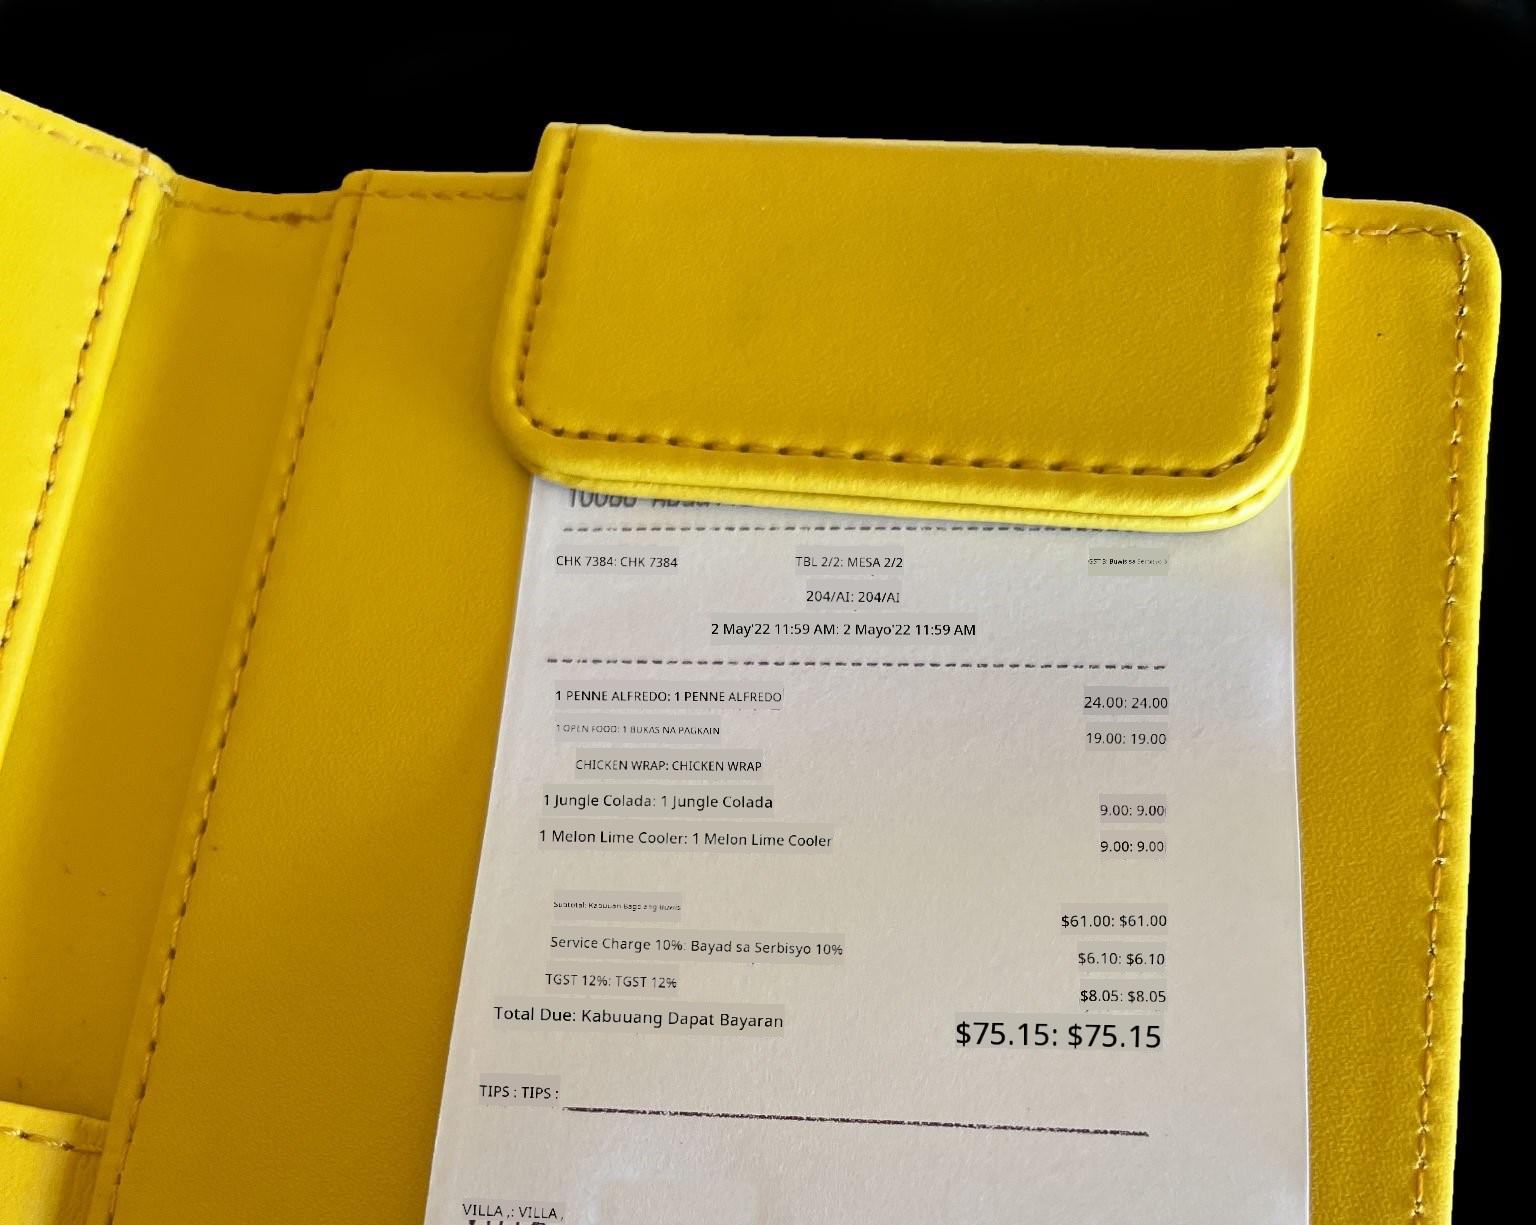 CHK 7384: CHK 7384 TBL 2/2: MESA 2/2 GST 3: Buwis sa Serbisyo 3
204/AI: 204/AI
2 May'22 11:59 AM: 2 Mayo'22 11:59 AM
1 PENNE ALFREDO: 1 PENNE ALFREDO 24.00: 24.00
1 OPEN FOOD: 1 BUKAS NA PAGKAIN 19.00: 19.00
CHICKEN WRAP: CHICKEN WRAP
1 Jungle Colada: 1 Jungle Colada 9.00: 9.00
1 Melon Lime Cooler: 1 Melon Lime Cooler 9.00: 9.00
Subtotal: Kabuuan Bago ang Buwis $61.00: $61.00
Service Charge 10%: Bayad sa Serbisyo 10% $6.10: $6.10
TGST 12%: TGST 12% $8.05: $8.05
Total Due: Kabuuang Dapat Bayaran $75.15: $75.15
TIPS : TIPS :
VILLA ,: VILLA ,